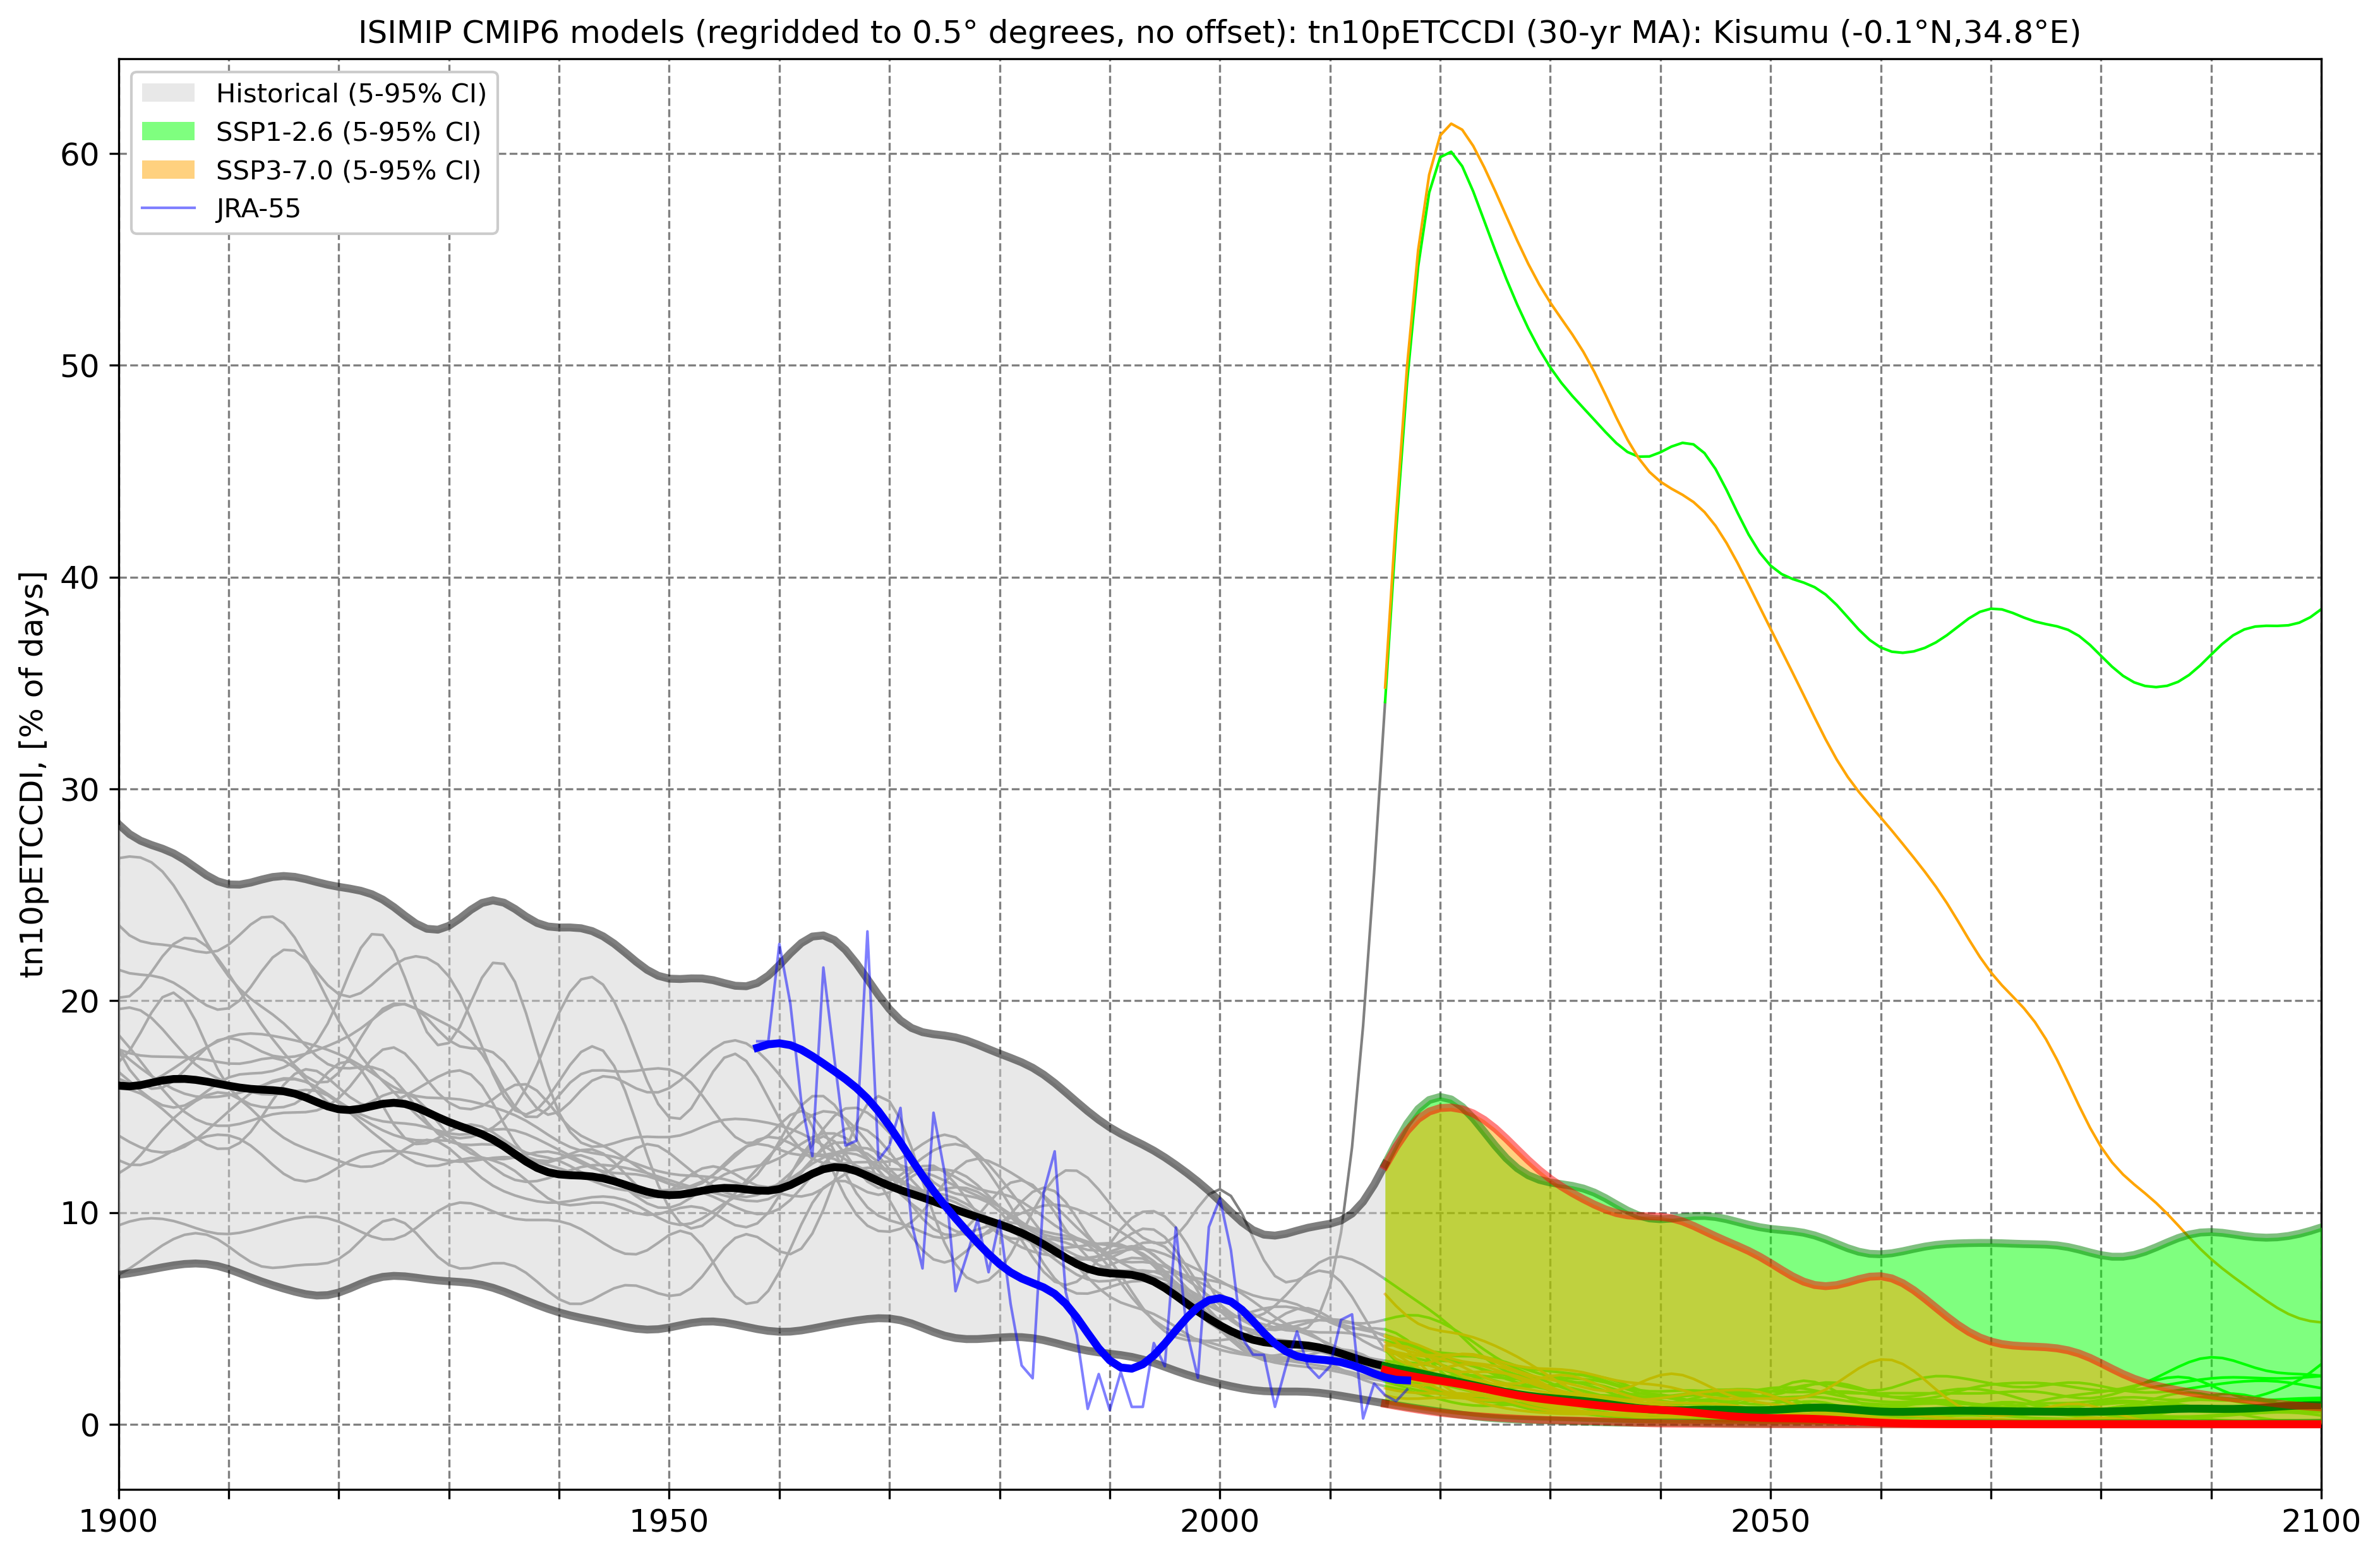 ISIMIP CMIP6 models (regridded to 0.5° degrees, no offset): tn10pETCCDI (30-yr MA): Kisumu (-0.1°N,34.8°E)
Historical (5-95% CI)
SSP1-2.6 (5-95% CI)
SSP3-7.0 (5-95% CI)
JRA-55
tn10pETCCDI, [% of days]
60
50
40
30
20
10
0
1900
1950
2000
2050
2100